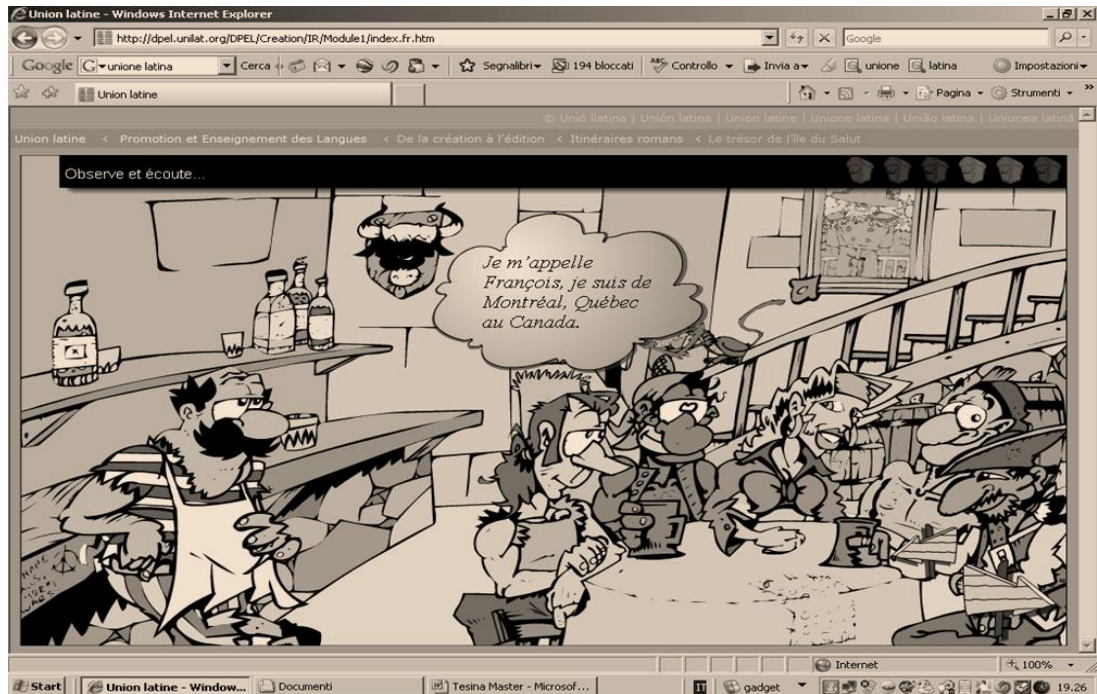 Union latine - Windows Internet Explorer
http://dpel.unilat.org/DPEL/Creation/IR/Module1/index.fr.htm
Google
Google unione latina Cerca Segnalibri 194 bloccati Controllo Invia a unione latina Impostazioni
Union latine Pagina Strumenti
© Unió llatina | Unión latina | Union latine | Unione latina | União latina | Uniunea latină
Union latine < Promotion et Enseignement des Langues < De la création à l'édition < Itinéraires romans < Le trésor de l'île du Salut
Observe et écoute...
Je m'appelle
François, je suis de
Montréal, Québec
au Canada.
Internet 100%
Start Union latine - Window... Documenti Tesina Master - Microsof... IT gadget 19.26